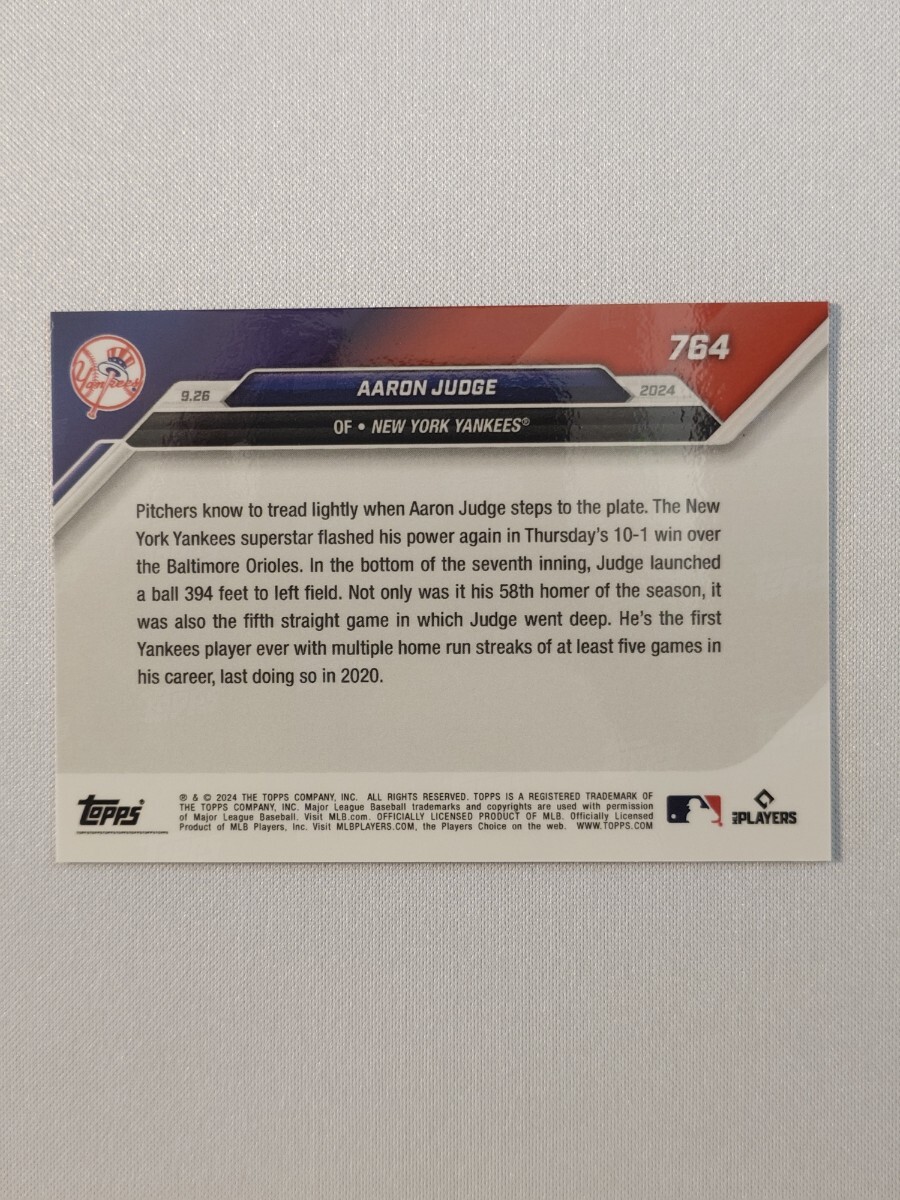 Yankees
764
9.26
AARON JUDGE
2024
OF • NEW YORK YANKEES®
Pitchers know to tread lightly when Aaron Judge steps to the plate. The New
York Yankees superstar flashed his power again in Thursday's 10-1 win over
the Baltimore Orioles. In the bottom of the seventh inning, Judge launched
a ball 394 feet to left field. Not only was it his 58th homer of the season, it
was also the fifth straight game in which Judge went deep. He's the first
Yankees player ever with multiple home run streaks of at least five games in
his career, last doing so in 2020.
topps®
® & © 2024 THE TOPPS COMPANY, INC. ALL RIGHTS RESERVED. TOPPS IS A REGISTERED TRADEMARK OF
THE TOPPS COMPANY, INC. Major League Baseball trademarks and copyrights are used with permission
of Major League Baseball. Visit MLB.com. OFFICIALLY LICENSED PRODUCT OF MLB. Officially Licensed
Product of MLB Players, Inc. Visit MLBPLAYERS.COM, the Players Choice on the web. WWW.TOPPS.COM
MLB PLAYERS